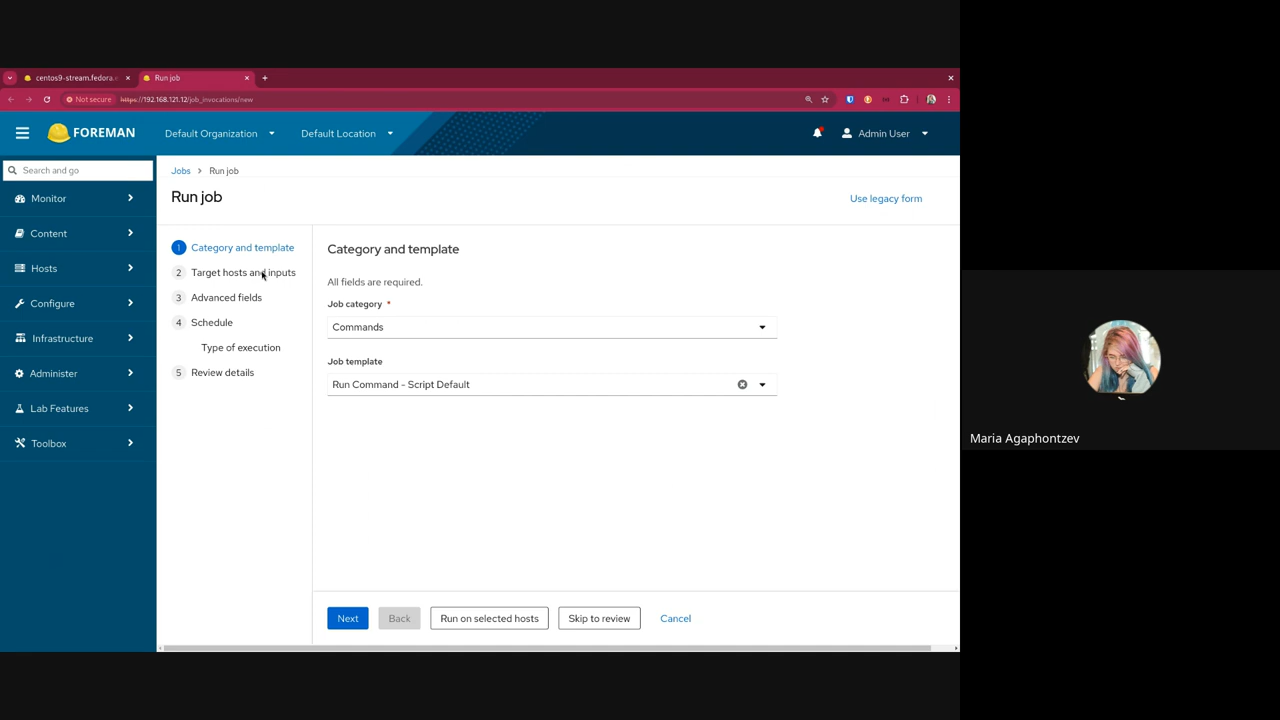 centos9-stream.fedora.e
Run job
Not secure
https://192.168.121.12/job_invocations/new
FOREMAN
Default Organization
Default Location
Admin User
Search and go
Monitor
Content
Hosts
Configure
Infrastructure
Administer
Lab Features
Toolbox
Jobs > Run job
Run job
Use legacy form
1 Category and template
2 Target hosts and inputs
3 Advanced fields
4 Schedule
Type of execution
5 Review details
Category and template
All fields are required.
Job category *
Commands
Job template
Run Command - Script Default
Next
Back
Run on selected hosts
Skip to review
Cancel
Maria Agaphontzev